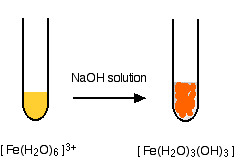 NaOH solution
[Fe(H₂O)₆]³⁺
[Fe(H₂O)₃(OH)₃]